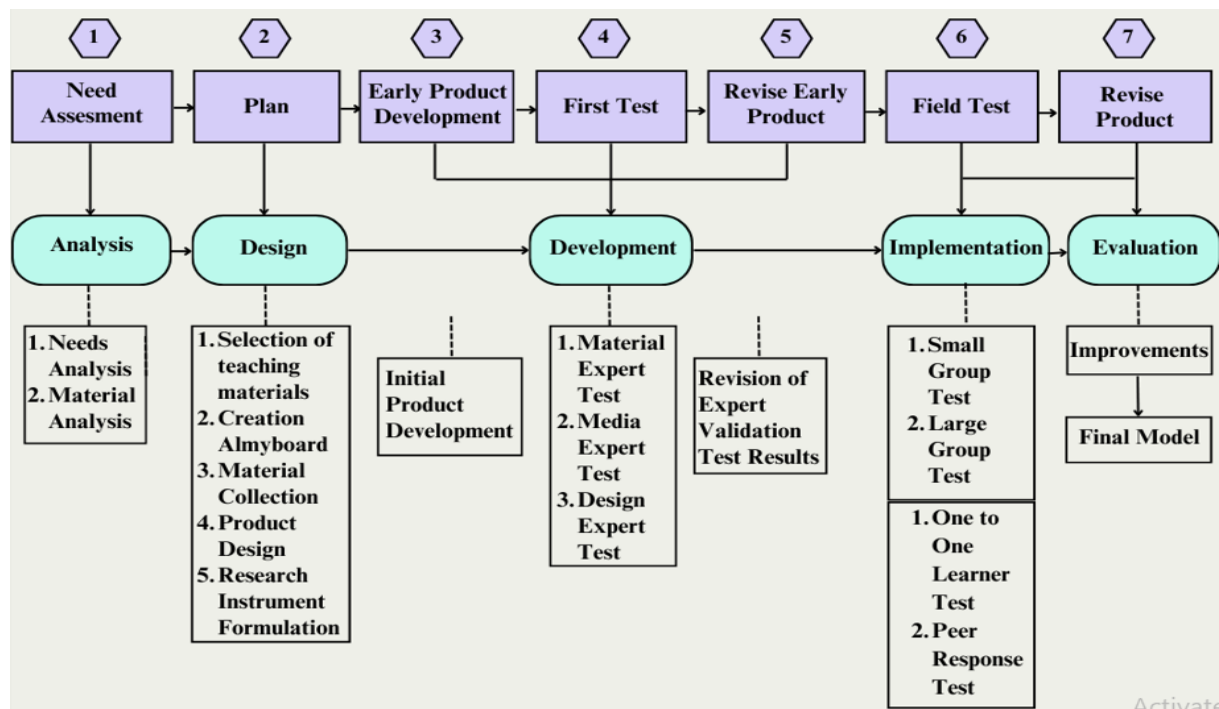 1
2
3
4
5
6
7
Need
Assesment
Plan
Early Product
Development
First Test
Revise Early
Product
Field Test
Revise
Product
Analysis
Design
Development
Implementation
Evaluation
1. Needs
Analysis
2. Material
Analysis
1. Selection of
teaching
materials
2. Creation
Almyboard
3. Material
Collection
4. Product
Design
5. Research
Instrument
Formulation
Initial
Product
Development
1. Material
Expert
Test
2. Media
Expert
Test
3. Design
Expert
Test
Revision of
Expert
Validation
Test Results
1. Small
Group
Test
2. Large
Group
Test
1. One to
One
Learner
Test
2. Peer
Response
Test
Improvements
Final Model
Activate